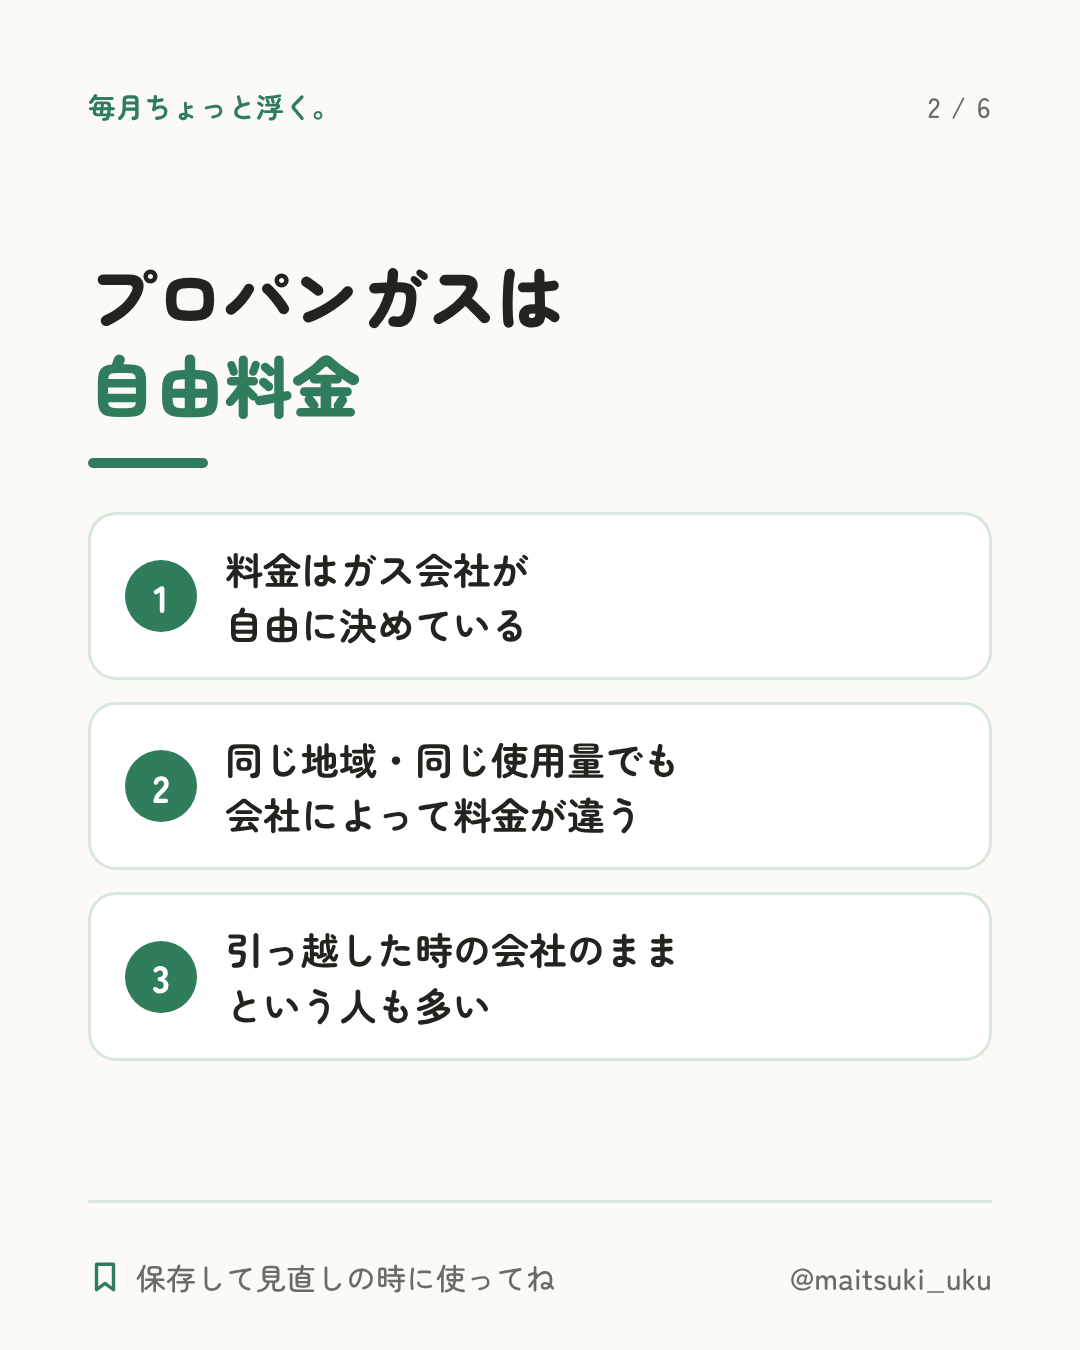 毎月ちょっと浮く。
2 / 6
プロパンガスは
自由料金
1
料金はガス会社が
自由に決めている
2
同じ地域・同じ使用量でも
会社によって料金が違う
3
引っ越した時の会社のまま
という人も多い
保存して見直しの時に使ってね
@maitsuki_uku